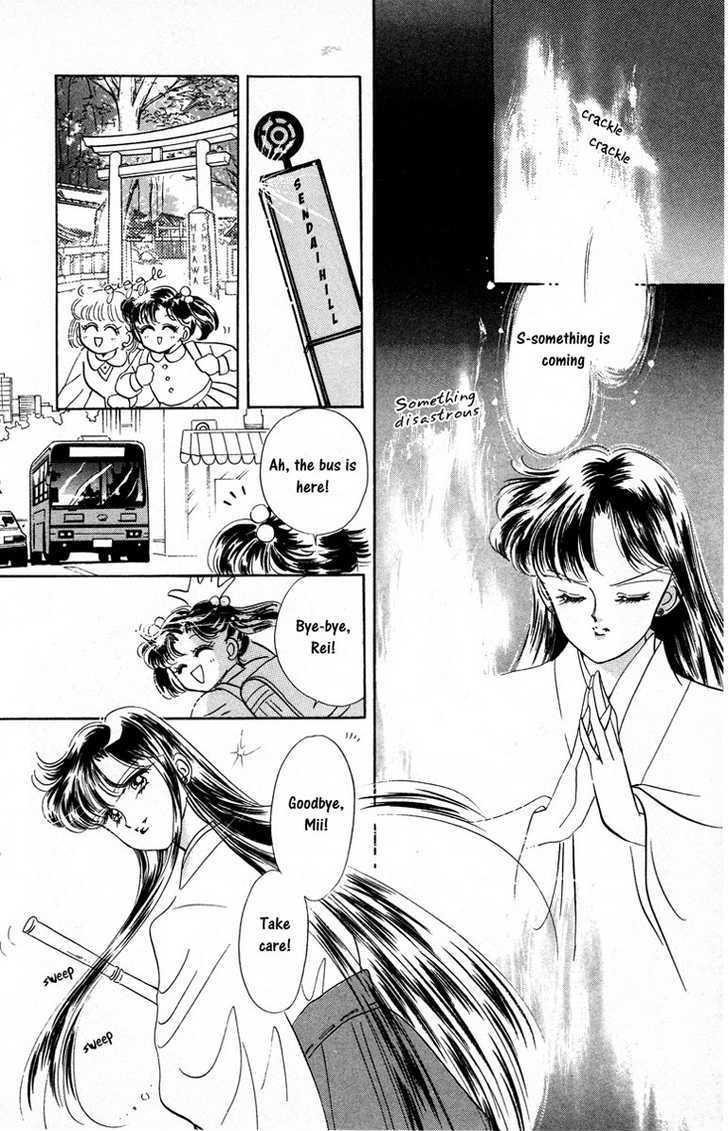 crackle
crackle
S-something is
coming
Something
disastrous
SENDAI HILL
HIKAWA
SHRINE
giggle
Ah, the bus is
here!
Bye-bye,
Rei!
Goodbye,
Mii!
Take
care!
sweep
sweep